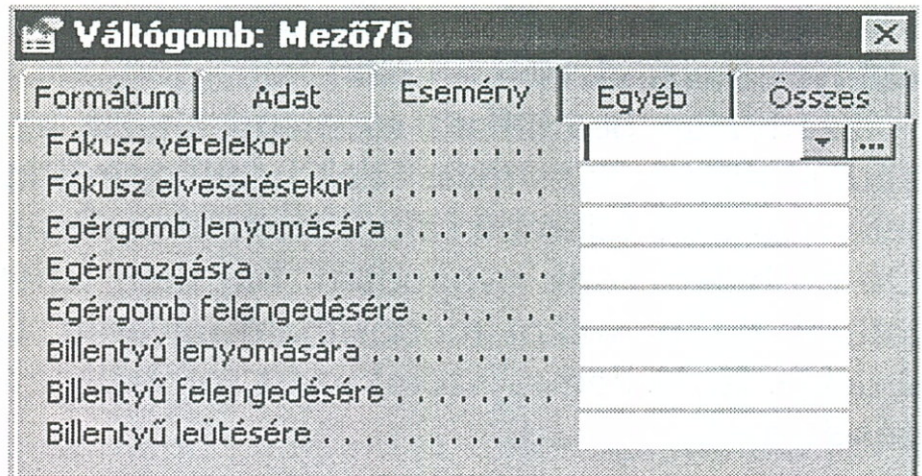 Váltógomb: Mező76
Formátum Adat Esemény Egyéb Összes
Fókusz vételekor . . . . . . . . . . . ...
Fókusz elvesztésekor . . . . . . . . .
Egérgomb lenyomására . . . . . . .
Egérmozgásra . . . . . . . . . . . . . .
Egérgomb felengedésére . . . . . .
Billentyű lenyomására . . . . . . . . .
Billentyű felengedésére . . . . . . . .
Billentyű leütésére . . . . . . . . . . .